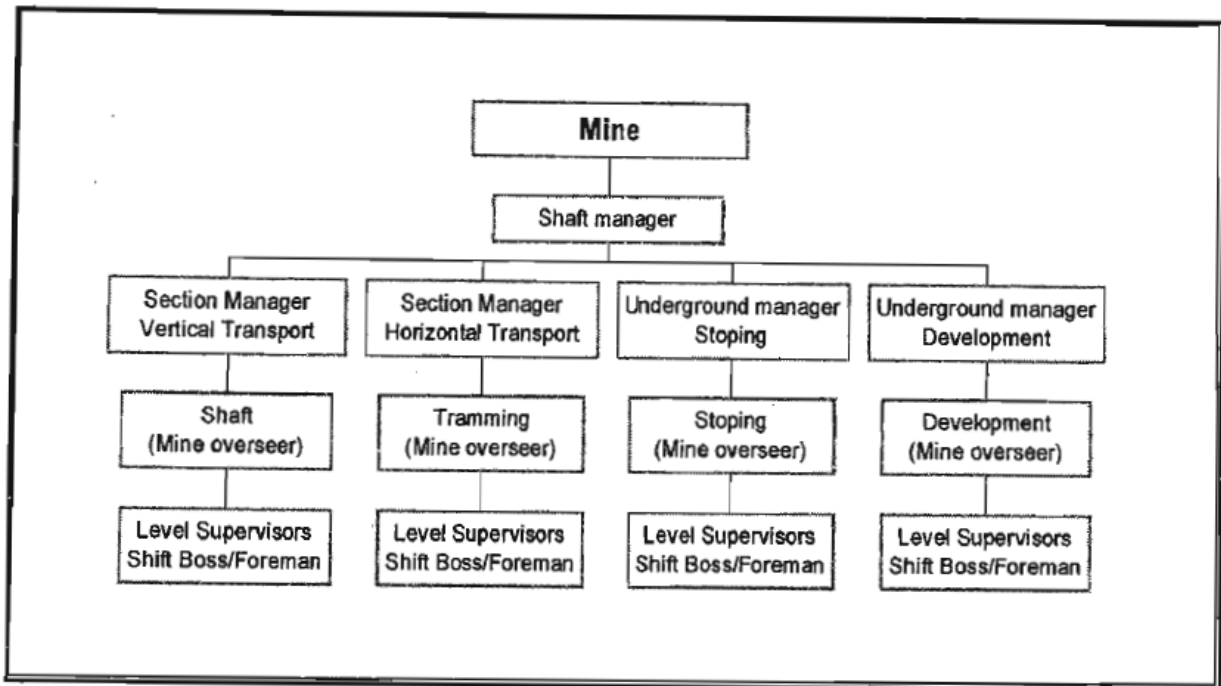 Mine
Shaft manager
Section Manager
Vertical Transport
Section Manager
Horizontal Transport
Underground manager
Stoping
Underground manager
Development
Shaft
(Mine overseer)
Tramming
(Mine overseer)
Stoping
(Mine overseer)
Development
(Mine overseer)
Level Supervisors
Shift Boss/Foreman
Level Supervisors
Shift Boss/Foreman
Level Supervisors
Shift Boss/Foreman
Level Supervisors
Shift Boss/Foreman